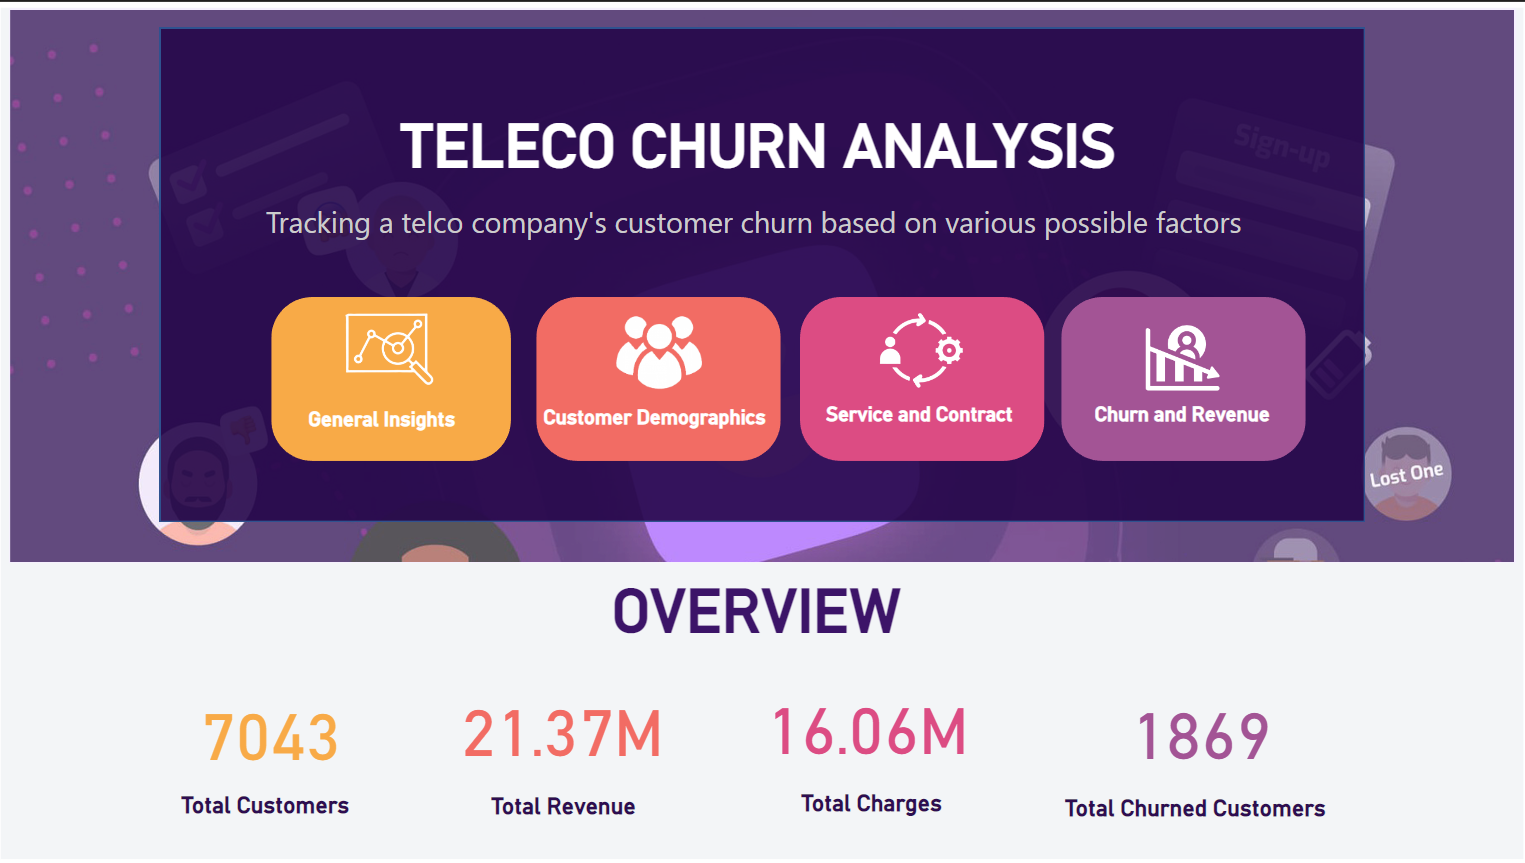 TELECO CHURN ANALYSIS
Sign-up
Tracking a telco company's customer churn based on various possible factors
General Insights
Customer Demographics
Service and Contract
Churn and Revenue
Lost One
OVERVIEW
7043
21.37M
16.06M
1869
Total Customers
Total Revenue
Total Charges
Total Churned Customers